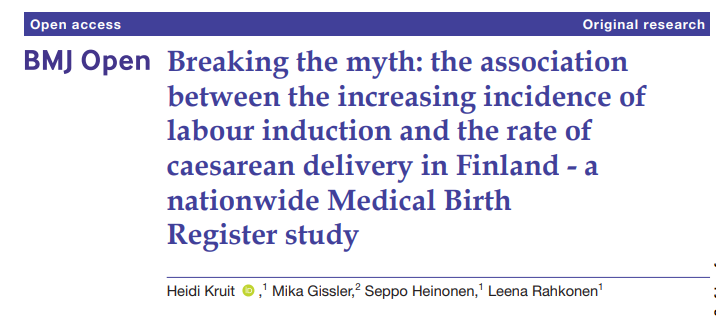 Open access
Original research
BMJ Open
Breaking the myth: the association
between the increasing incidence of
labour induction and the rate of
caesarean delivery in Finland - a
nationwide Medical Birth
Register study
Heidi Kruit ,1 Mika Gissler,2 Seppo Heinonen,1 Leena Rahkonen1